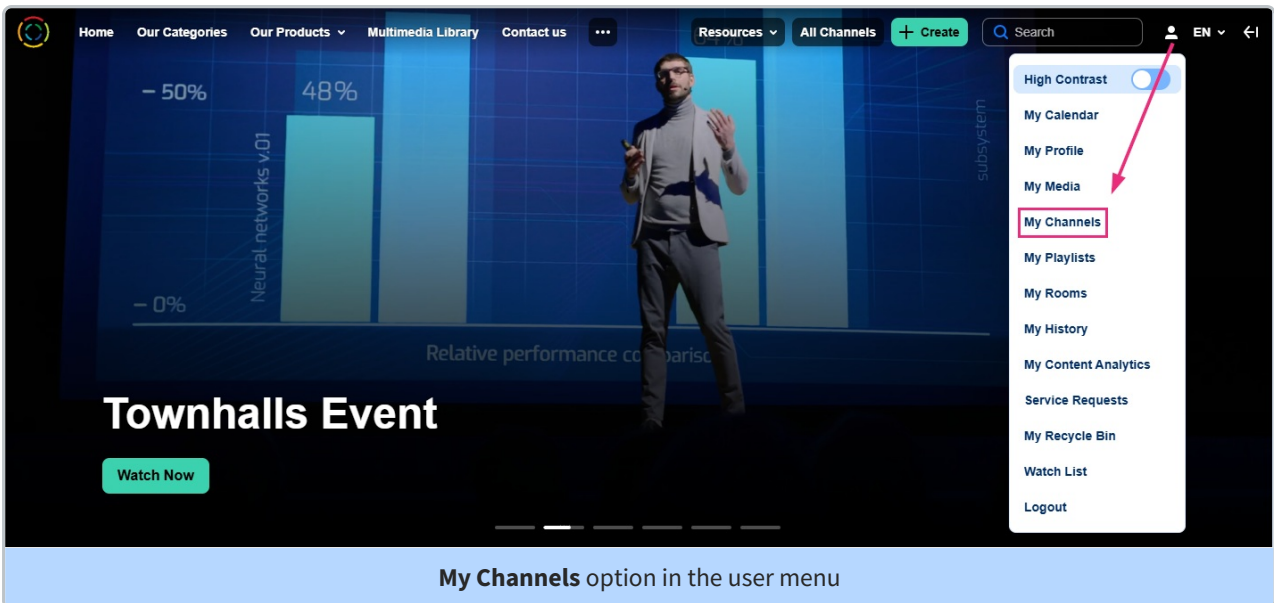 Home Our Categories Our Products Multimedia Library Contact us ••• Resources All Channels + Create Search EN
High Contrast
My Calendar
My Profile
My Media
My Channels
My Playlists
My Rooms
My History
My Content Analytics
Service Requests
My Recycle Bin
Watch List
Logout
– 50%
48%
Neural networks v.01
subsystem
– 0%
Relative performance
Townhalls Event
Watch Now
My Channels option in the user menu